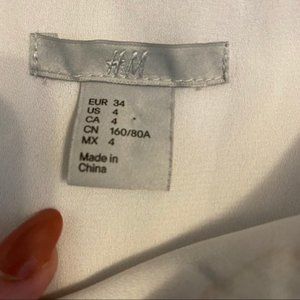 H&M
EUR 34
US 4
CA 4
CN 160/80A
MX 4
Made in
China